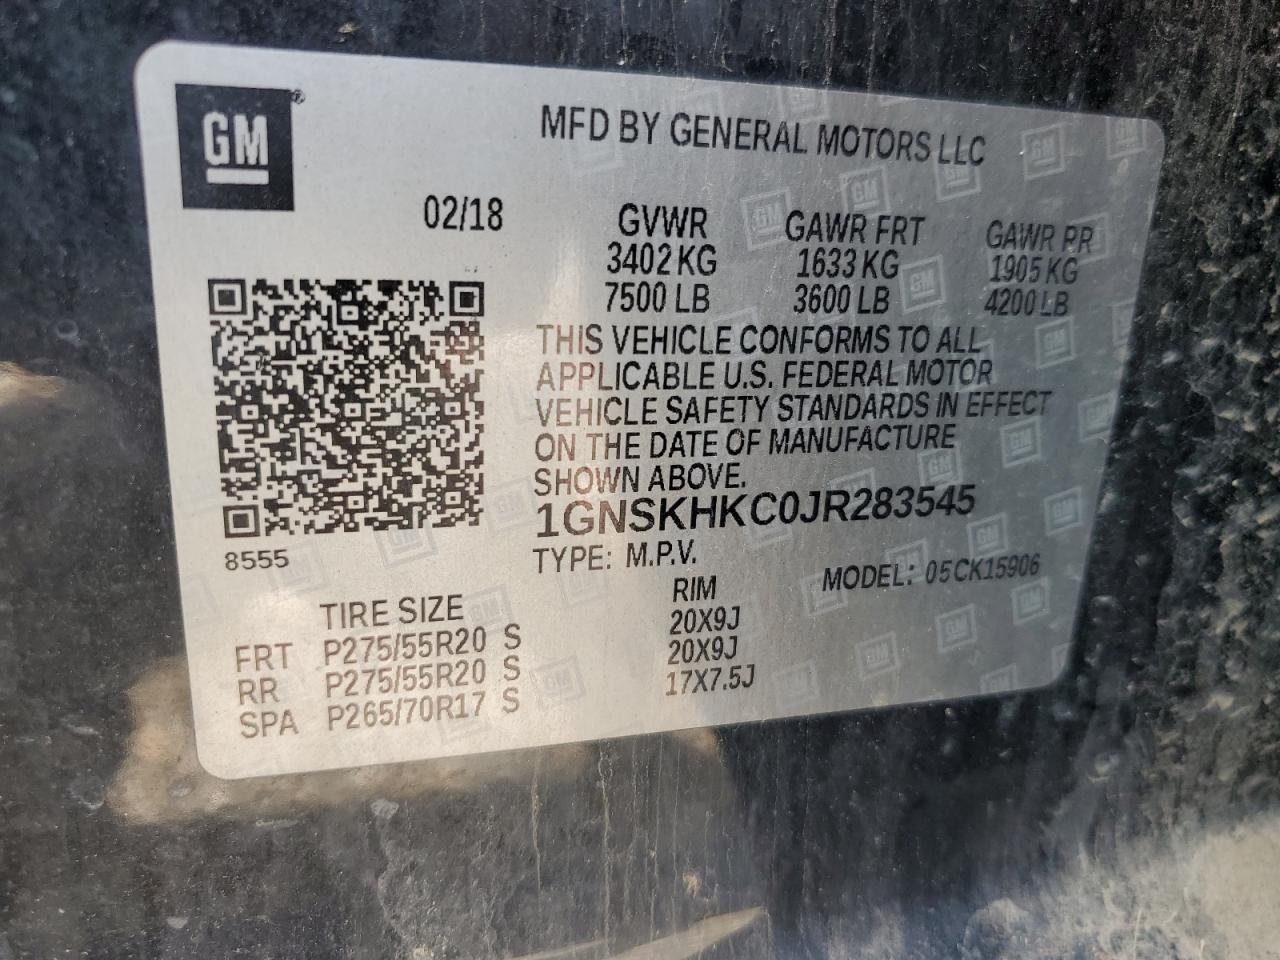 GM
MFD BY GENERAL MOTORS LLC
02/18
GVWR GAWR FRT GAWR RR
3402 KG 1633 KG 1905 KG
7500 LB 3600 LB 4200 LB
THIS VEHICLE CONFORMS TO ALL
APPLICABLE U.S. FEDERAL MOTOR
VEHICLE SAFETY STANDARDS IN EFFECT
ON THE DATE OF MANUFACTURE
SHOWN ABOVE.
1GNSKHKC0JR283545
8555
TYPE: M.P.V. MODEL: 05CK15906
TIRE SIZE RIM
FRT P275/55R20 S 20X9J
RR P275/55R20 S 20X9J
SPA P265/70R17 S 17X7.5J